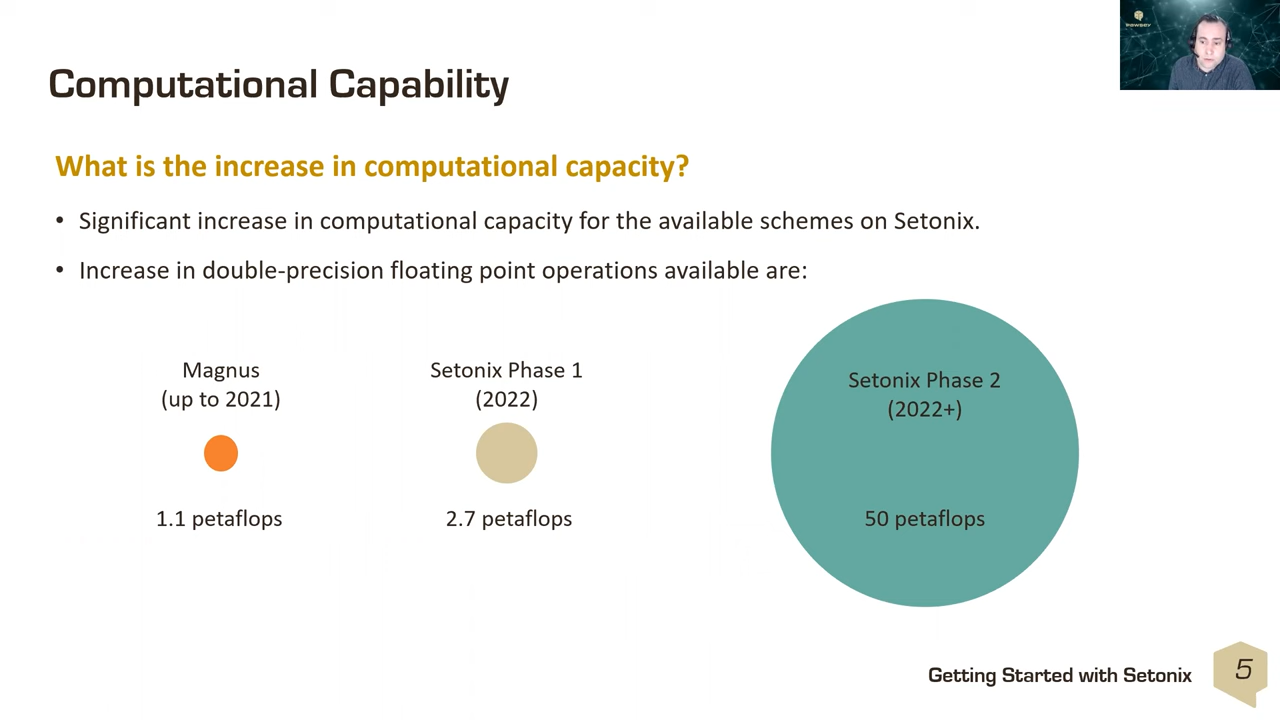 Computational Capability
What is the increase in computational capacity?
• Significant increase in computational capacity for the available schemes on Setonix.
• Increase in double-precision floating point operations available are:
Magnus
(up to 2021)
1.1 petaflops
Setonix Phase 1
(2022)
2.7 petaflops
Setonix Phase 2
(2022+)
50 petaflops
Getting Started with Setonix
5